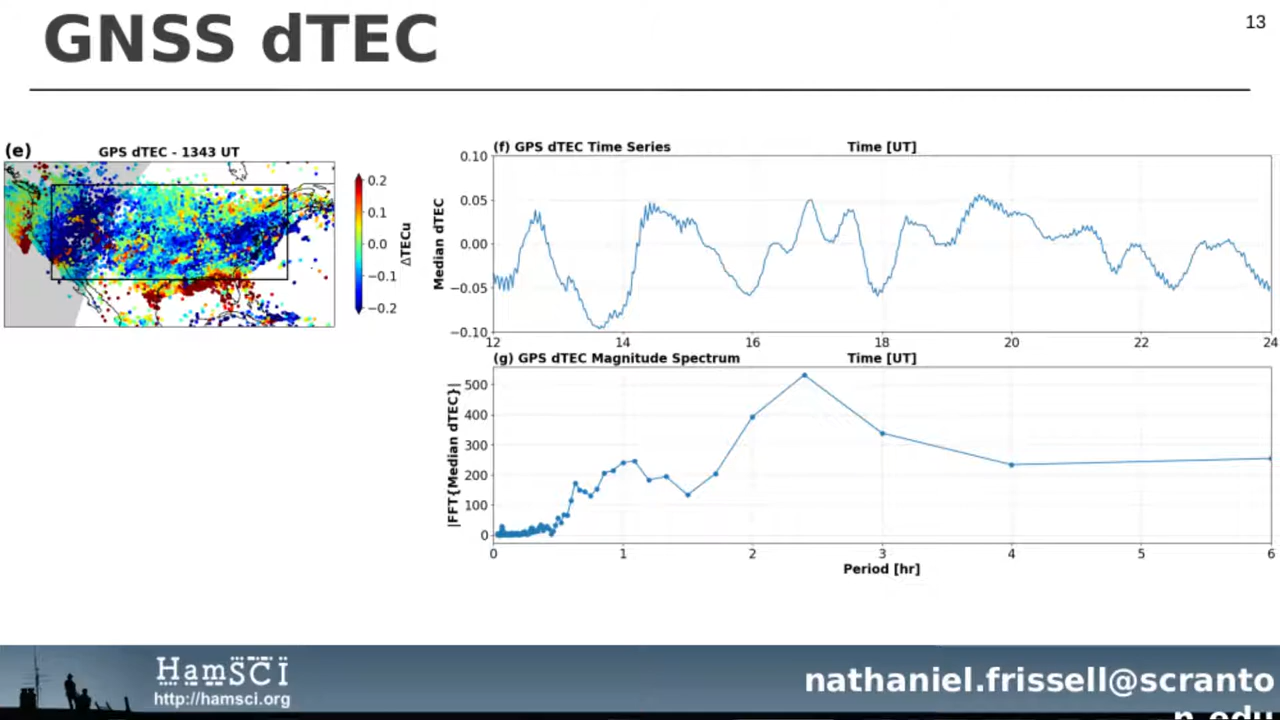 GNSS dTEC
13
(e)
GPS dTEC - 1343 UT
0.2
0.1
0.0
−0.1
−0.2
ΔTECu
(f) GPS dTEC Time Series
Time [UT]
0.10
0.05
0.00
−0.05
−0.10
Median dTEC
12 14 16 18 20 22 24
(g) GPS dTEC Magnitude Spectrum
Time [UT]
500
400
300
200
100
0
|FFT{Median dTEC}|
0 1 2 3 4 5 6
Period [hr]
HamSCI
http://hamsci.org
nathaniel.frissell@scranto
n.edu